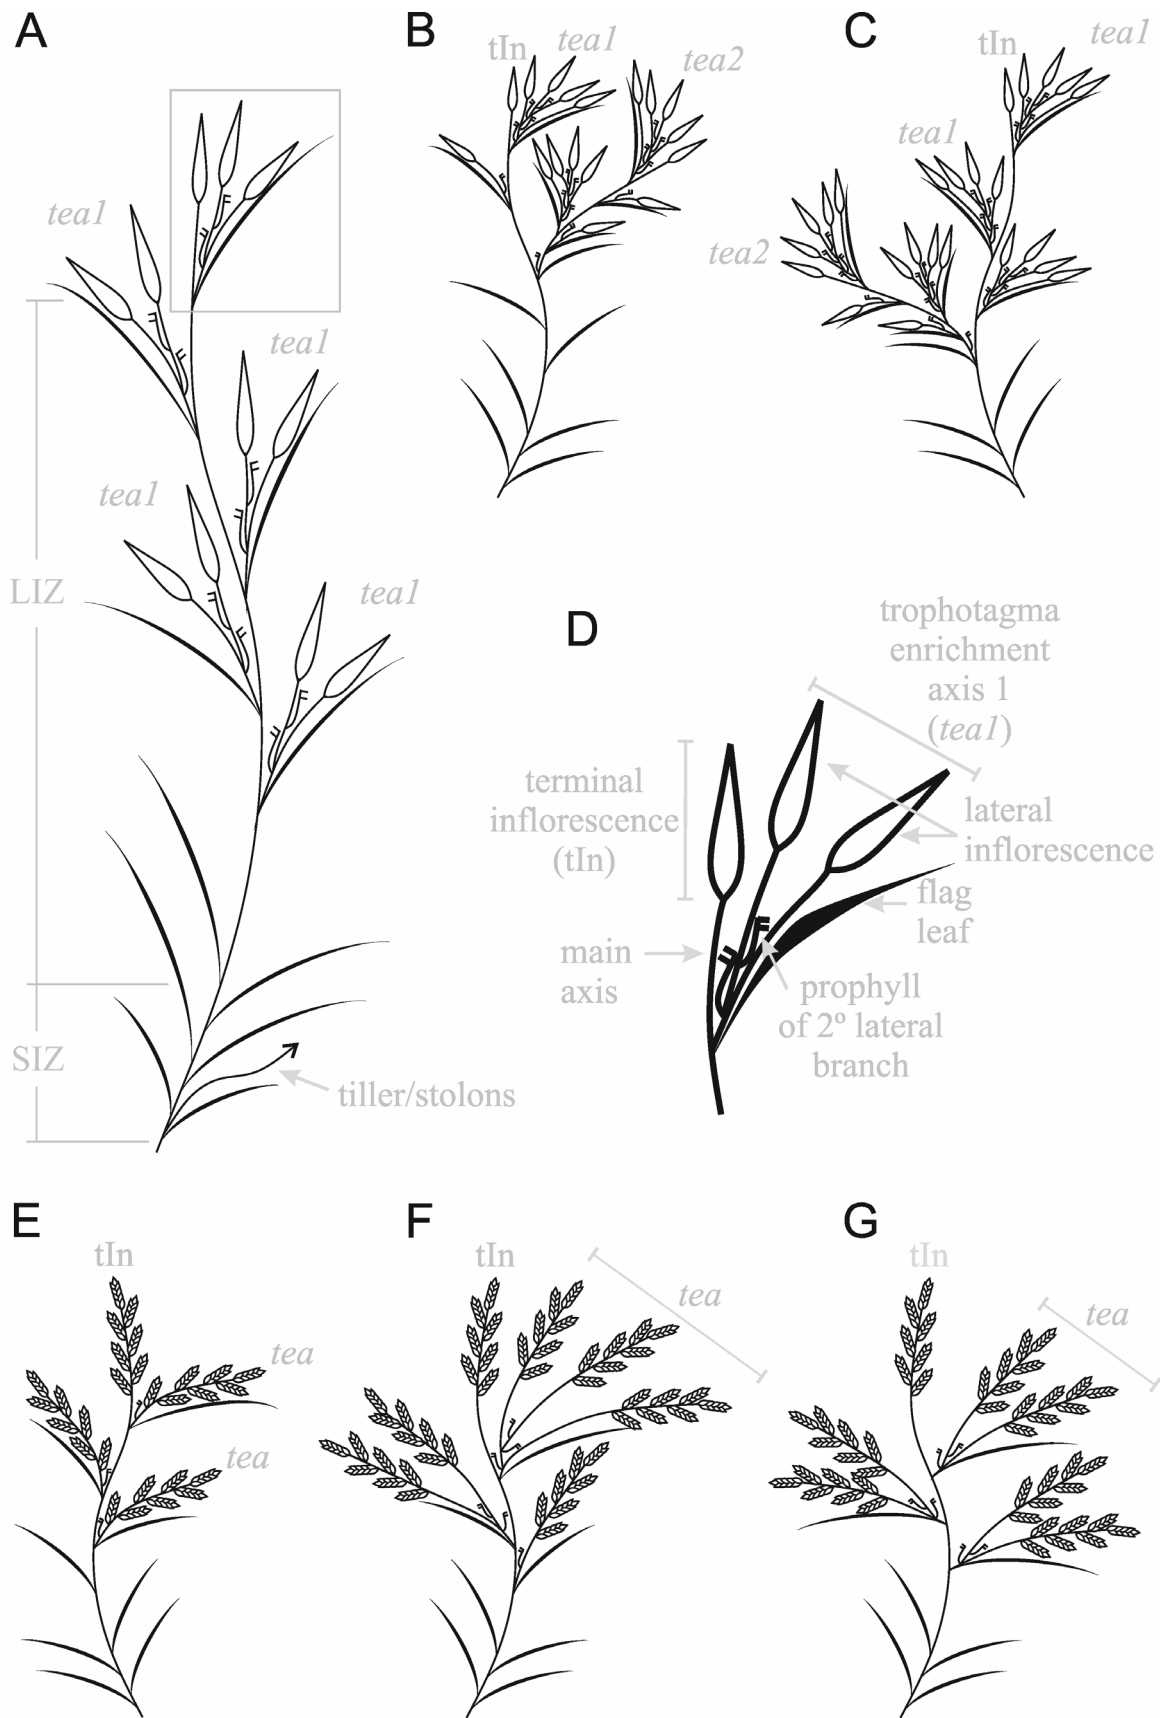 A
B
C
tIn
tea1
tea2
tIn
tea1
tea1
tea2
tea1
tea1
tea1
tea1
LIZ
SIZ
tiller/stolons
D
trophotagma
enrichment
axis 1
(tea1)
terminal
inflorescence
(tIn)
lateral
inflorescence
flag
leaf
main
axis
prophyll
of 2º lateral
branch
E
tIn
tea
tea
F
tIn
tea
G
tIn
tea